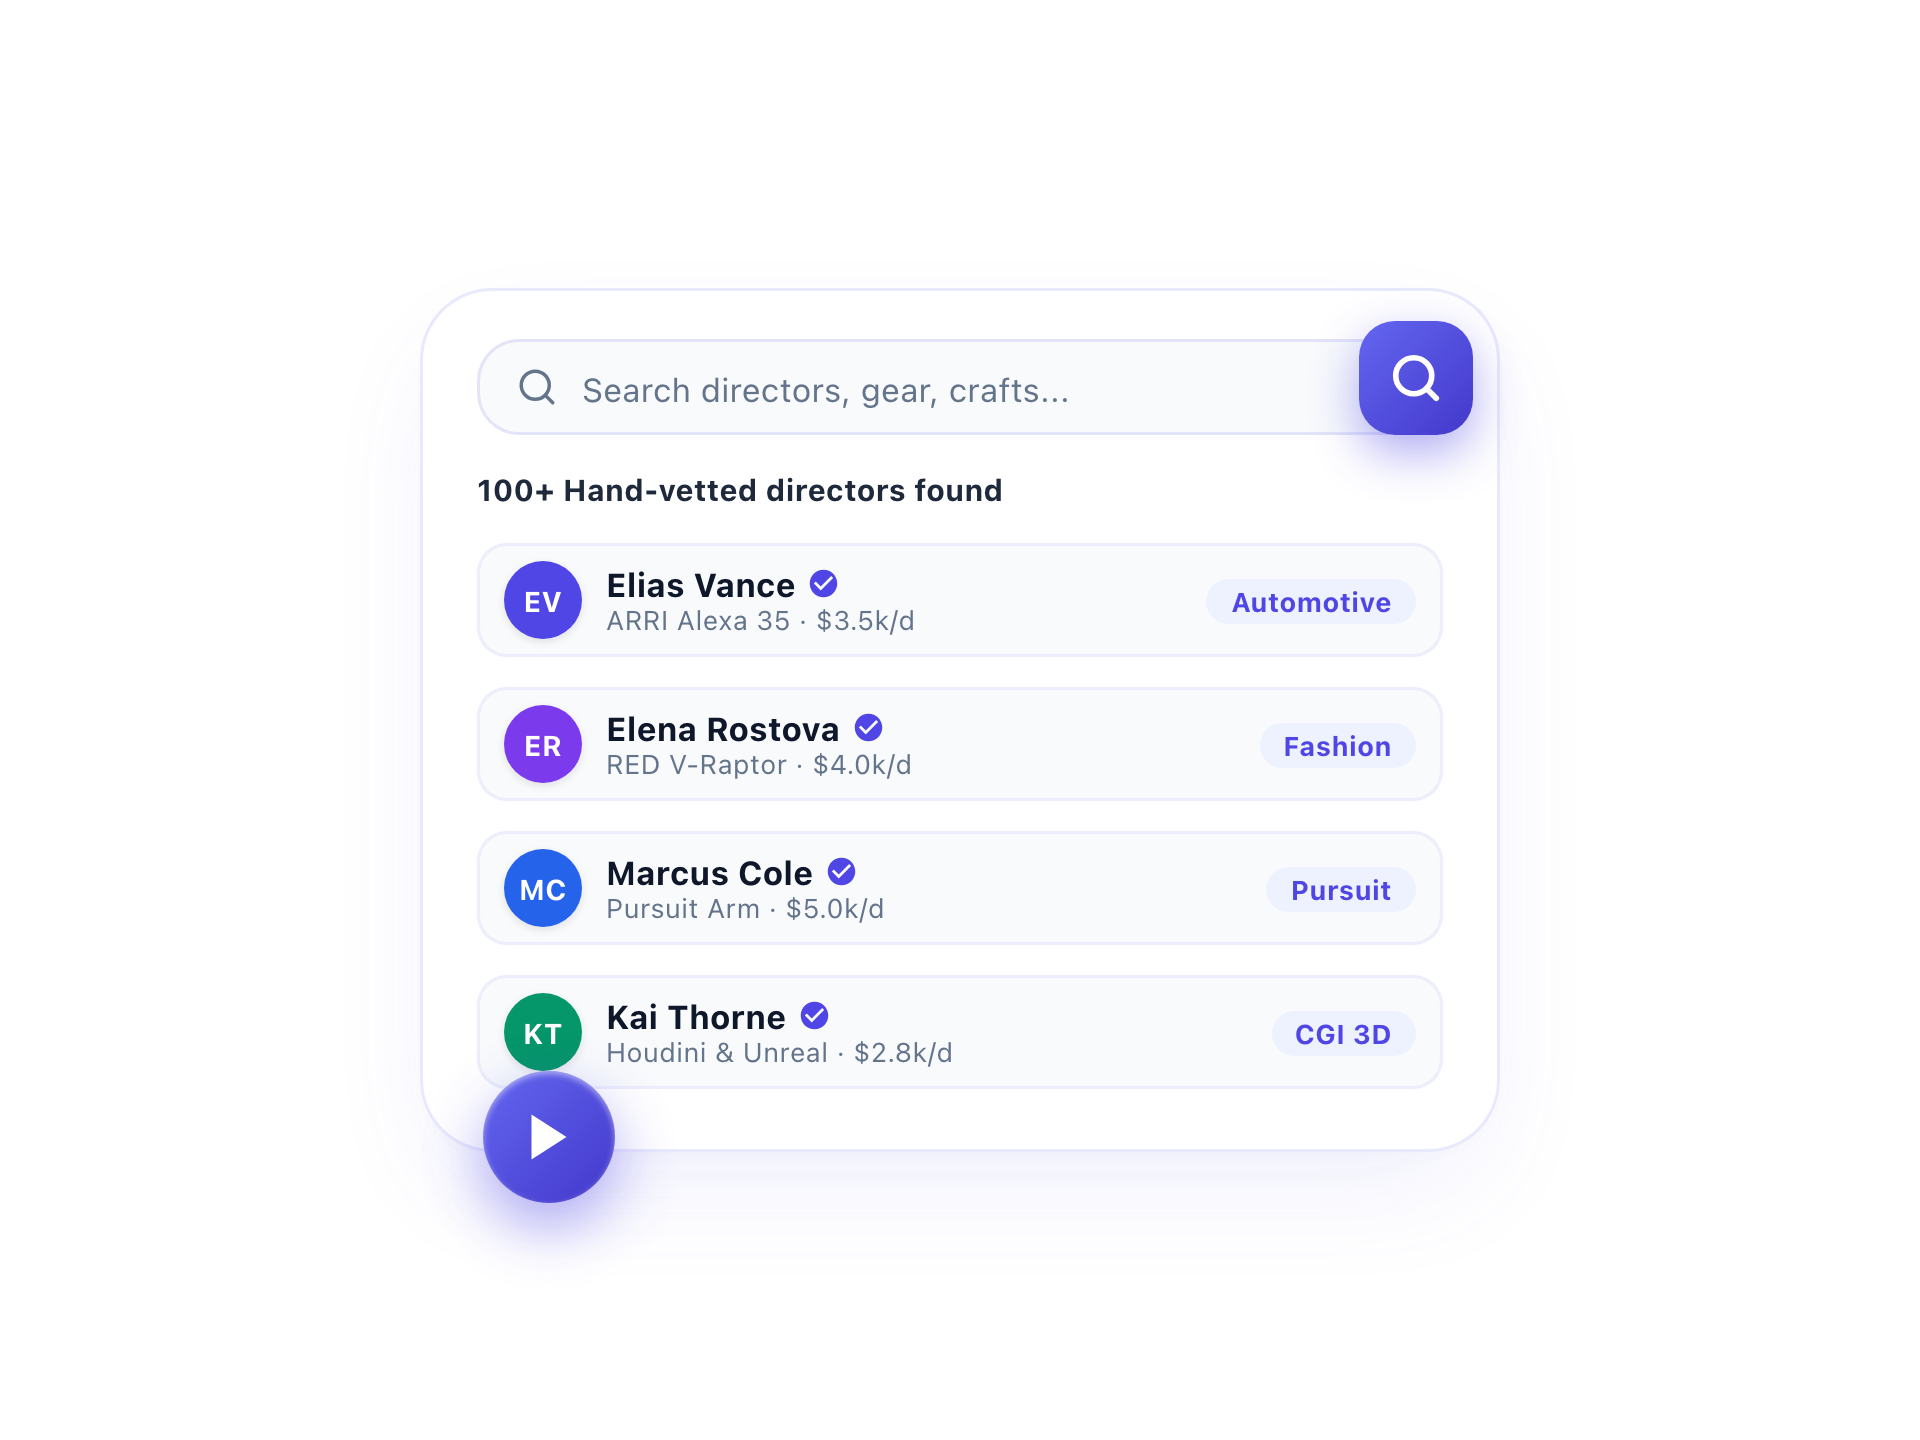 Search directors, gear, crafts...
100+ Hand-vetted directors found
EV
Elias Vance
ARRI Alexa 35 · $3.5k/d
Automotive
ER
Elena Rostova
RED V-Raptor · $4.0k/d
Fashion
MC
Marcus Cole
Pursuit Arm · $5.0k/d
Pursuit
KT
Kai Thorne
Houdini & Unreal · $2.8k/d
CGI 3D